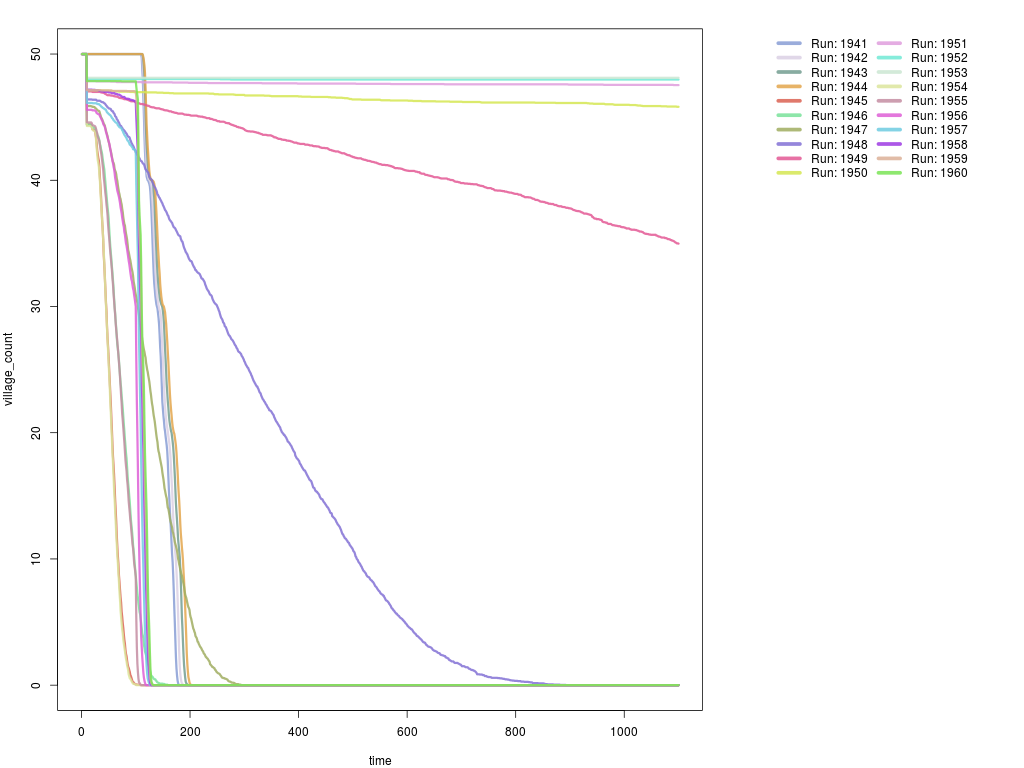 50
40
30
20
10
0
village_count
0 200 400 600 800 1000
time
Run: 1941 Run: 1951
Run: 1942 Run: 1952
Run: 1943 Run: 1953
Run: 1944 Run: 1954
Run: 1945 Run: 1955
Run: 1946 Run: 1956
Run: 1947 Run: 1957
Run: 1948 Run: 1958
Run: 1949 Run: 1959
Run: 1950 Run: 1960